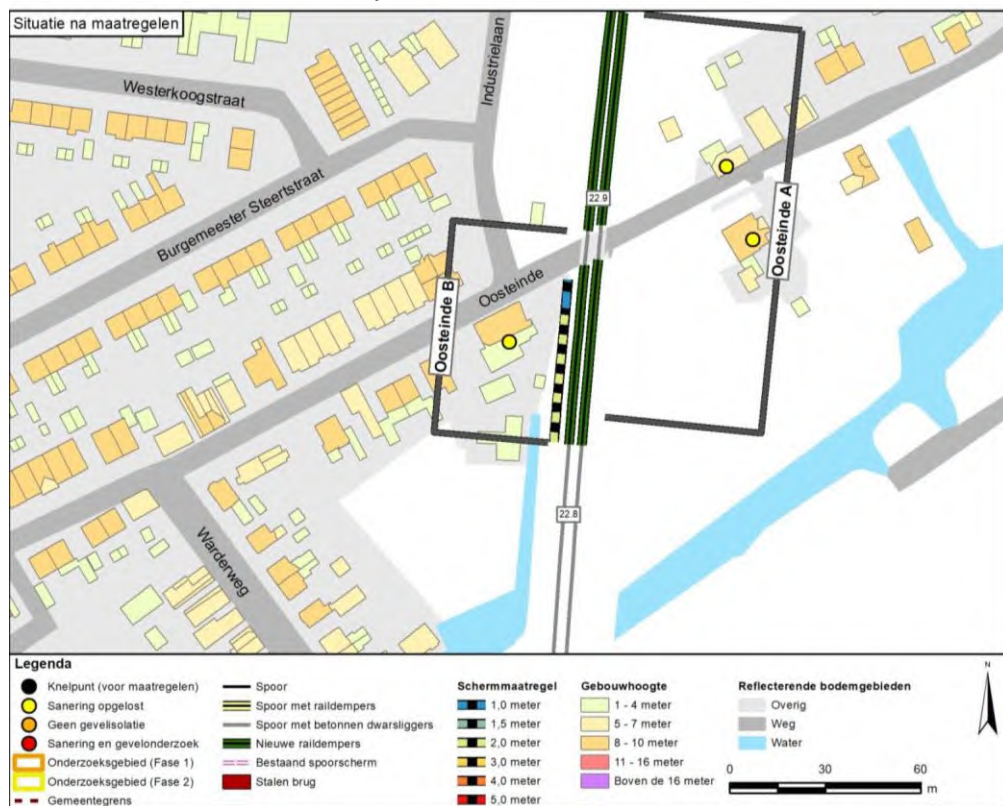 Situatie na maatregelen
Westerkoogstraat
Industrielaan
Burgemeester Steertstraat
22.9
Oosteinde A
Oosteinde B
Oosteinde
22.8
Warderweg
Legenda
Knelpunt (voor maatregelen)
Sanering opgelost
Geen gevelisolatie
Sanering en gevelonderzoek
Onderzoeksgebied (Fase 1)
Onderzoeksgebied (Fase 2)
Gemeentegrens
Spoor
Spoor met raildempers
Spoor met betonnen dwarsliggers
Nieuwe raildempers
Bestaand spoorscherm
Stalen brug
Schermmaatregel
1,0 meter
1,5 meter
2,0 meter
3,0 meter
4,0 meter
5,0 meter
Gebouwhoogte
1 - 4 meter
5 - 7 meter
8 - 10 meter
11 - 16 meter
Boven de 16 meter
Reflecterende bodemgebieden
Overig
Weg
Water
N
0 30 60
m